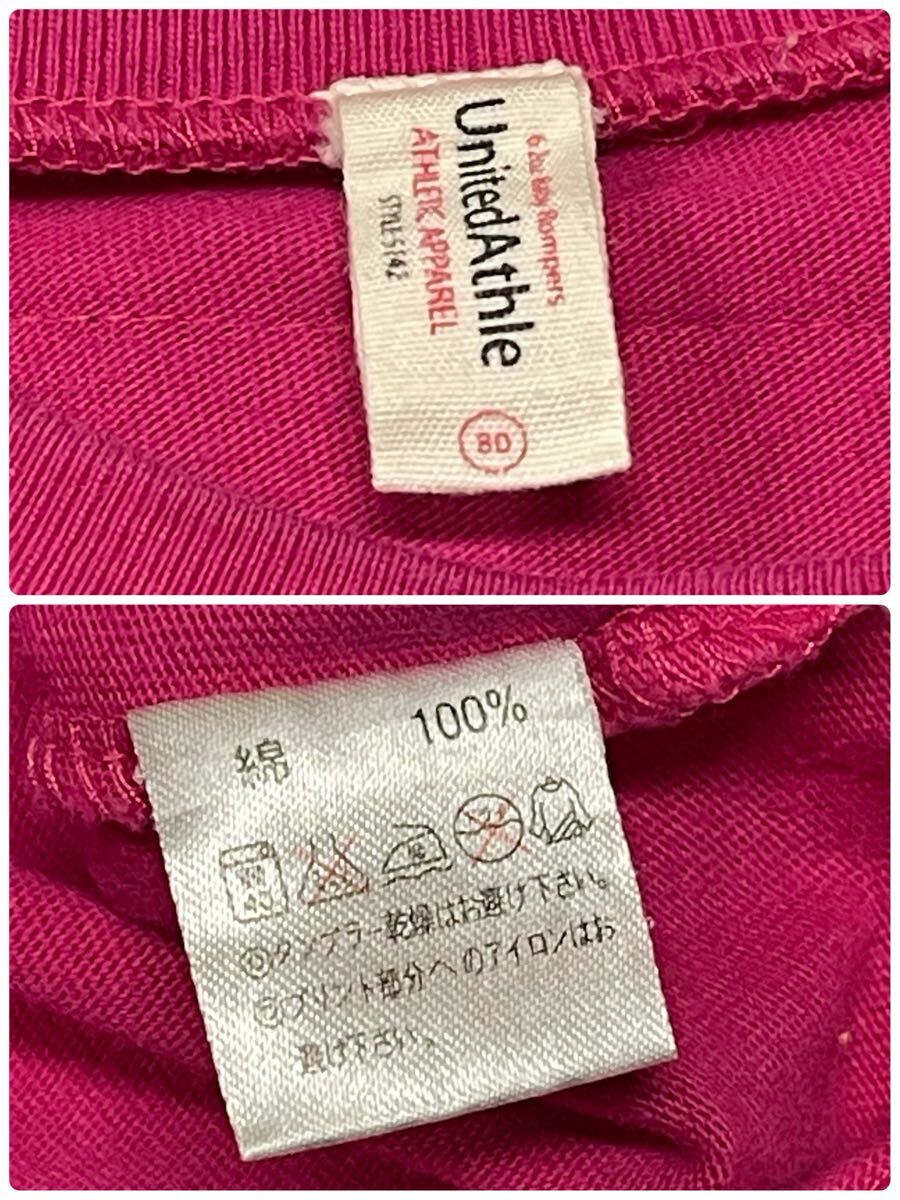 6.2oz Baby Rompers
UnitedAthle
ATHLETIC APPAREL
STYLE5142
80
綿 100%
40
◎タンブラー乾燥はお避け下さい。
◎プリント部分へのアイロンはお
避け下さい。